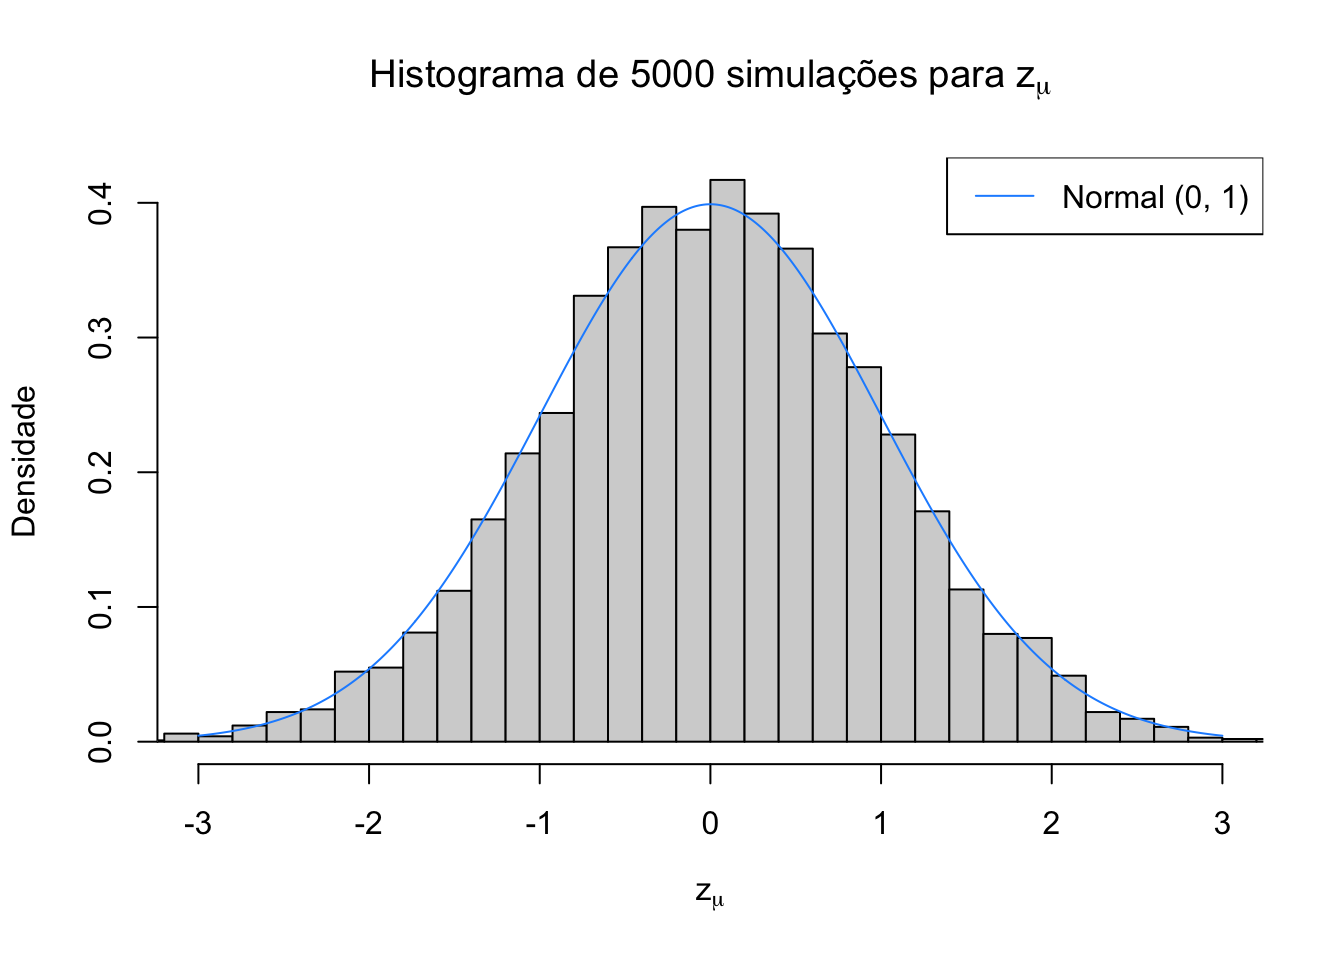 Histograma de 5000 simulações para zμ
Normal (0, 1)
Densidade
0.4
0.3
0.2
0.1
0.0
-3 -2 -1 0 1 2 3
zμ